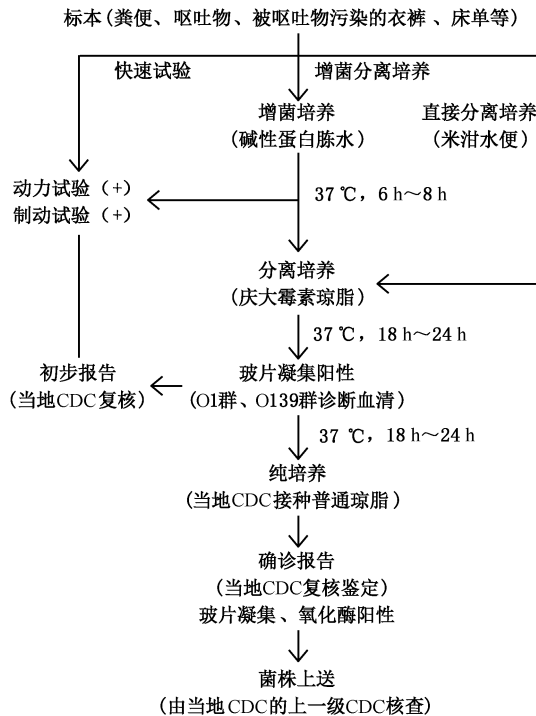 标本(粪便、呕吐物、被呕吐物污染的衣裤、床单等)
快速试验
增菌分离培养
增菌培养
(碱性蛋白胨水)
直接分离培养
(米泔水便)
动力试验(+)
制动试验(+)
37 ℃，6 h～8 h
分离培养
(庆大霉素琼脂)
37 ℃，18 h～24 h
初步报告
(当地CDC复核)
玻片凝集阳性
(O1群、O139群诊断血清)
37 ℃，18 h～24 h
纯培养
(当地CDC接种普通琼脂)
确诊报告
(当地CDC复核鉴定)
玻片凝集、氧化酶阳性
菌株上送
(由当地CDC的上一级CDC核查)